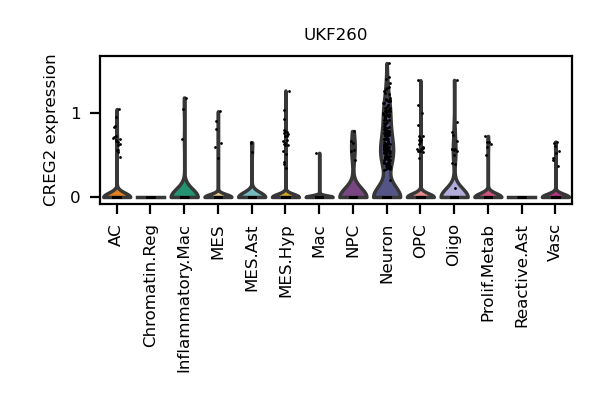 UKF260
CREG2 expression
1
0
AC
Chromatin.Reg
Inflammatory.Mac
MES
MES.Ast
MES.Hyp
Mac
NPC
Neuron
OPC
Oligo
Prolif.Metab
Reactive.Ast
Vasc